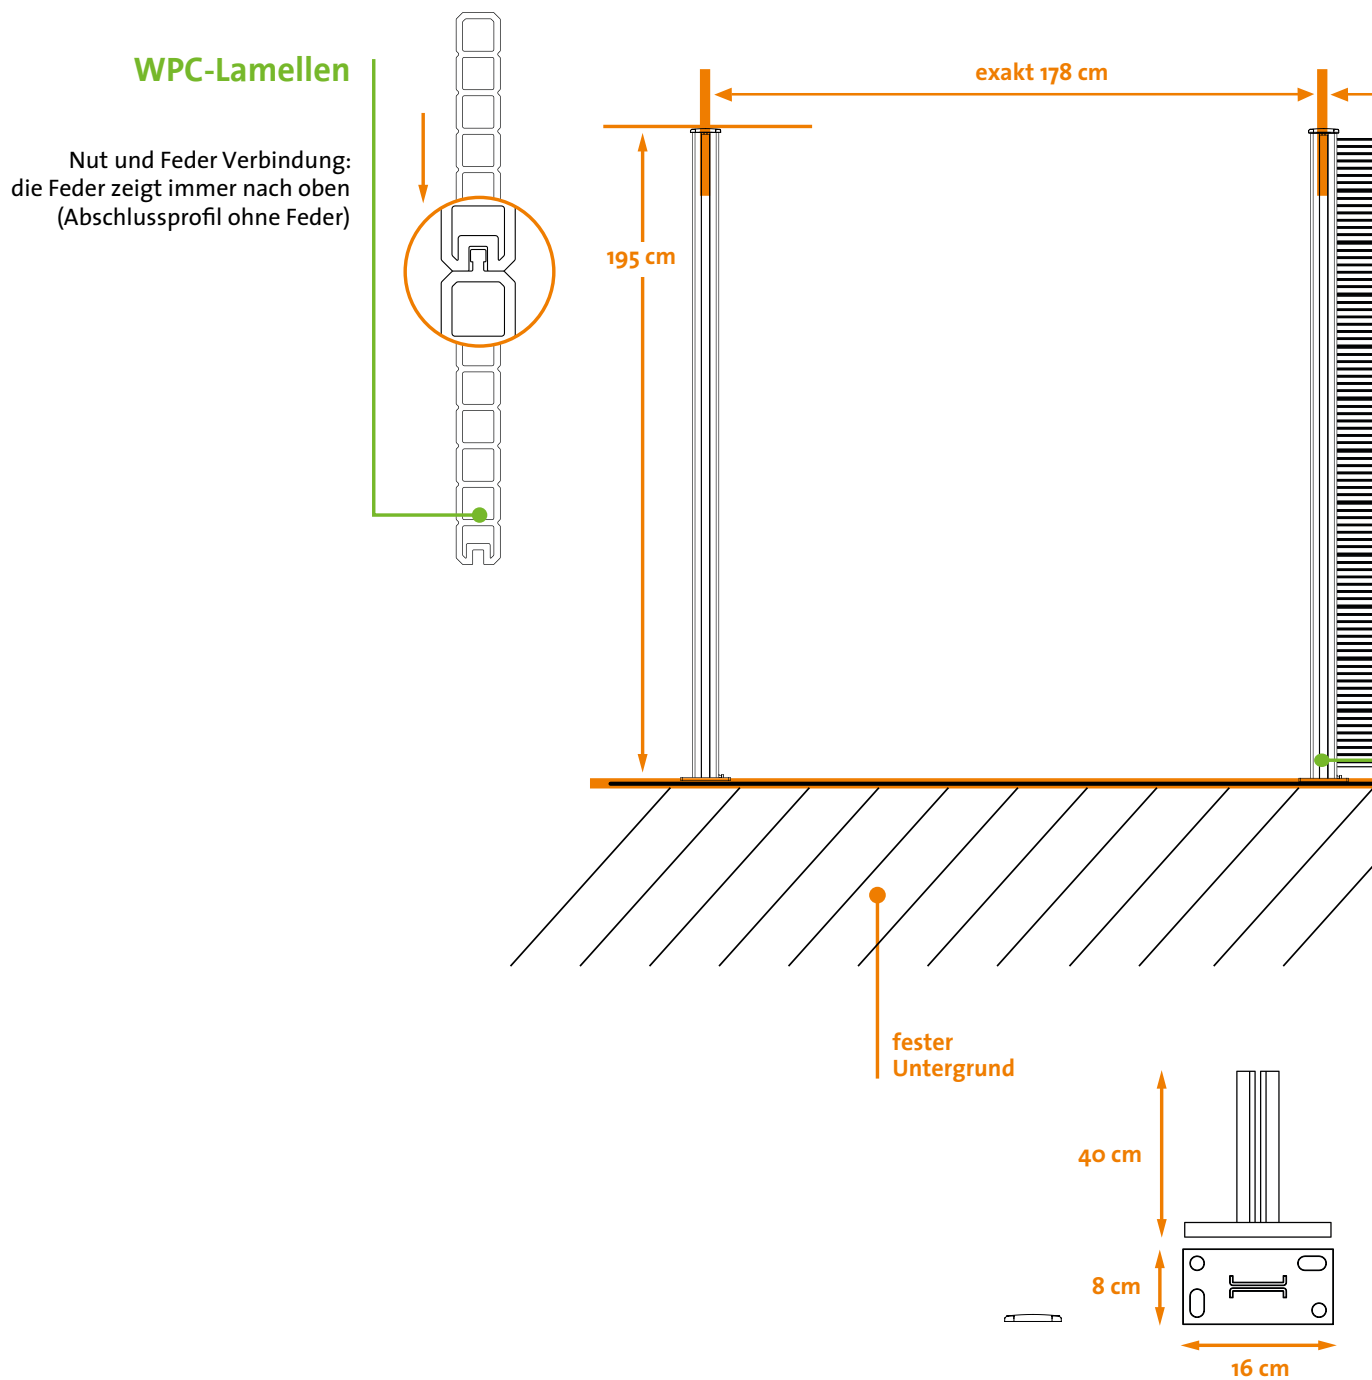 WPC-Lamellen
Nut und Feder Verbindung:
die Feder zeigt immer nach oben
(Abschlussprofil ohne Feder)
exakt 178 cm
195 cm
fester
Untergrund
40 cm
8 cm
16 cm